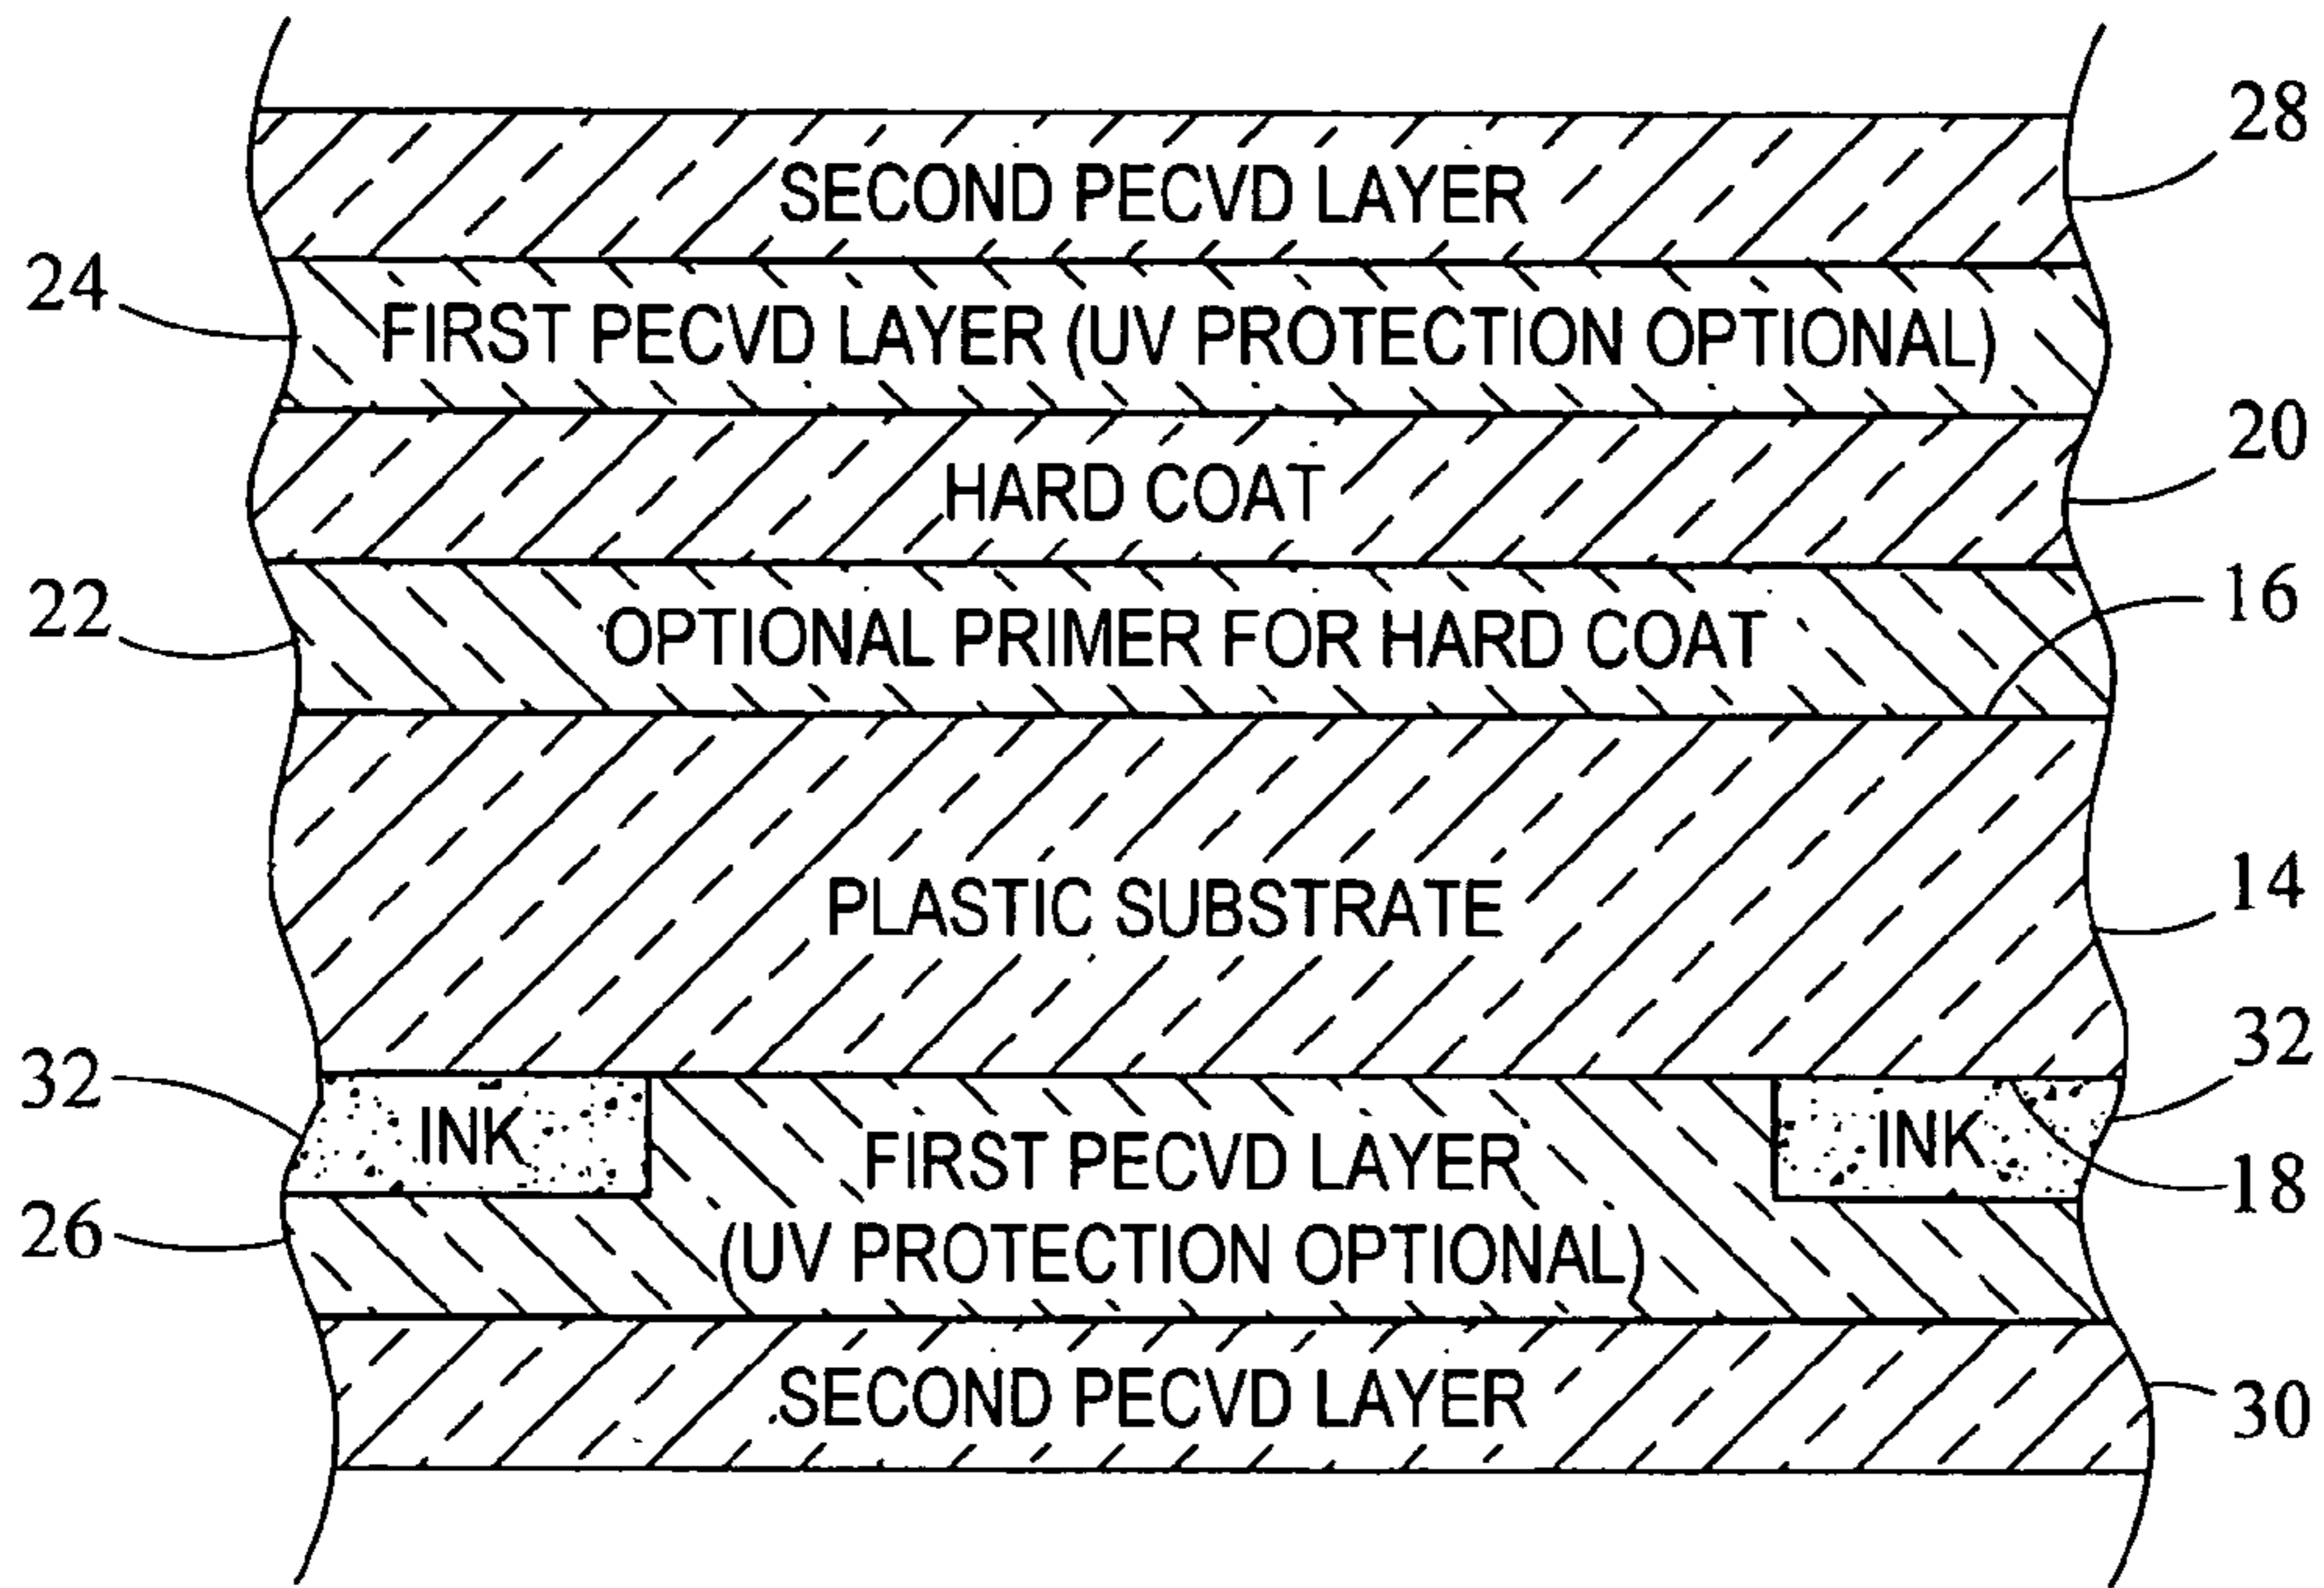 28
SECOND PECVD LAYER
24
FIRST PECVD LAYER (UV PROTECTION OPTIONAL)
20
HARD COAT
22
16
OPTIONAL PRIMER FOR HARD COAT
14
PLASTIC SUBSTRATE
32
32
INK
INK
FIRST PECVD LAYER
18
26
(UV PROTECTION OPTIONAL)
SECOND PECVD LAYER
30